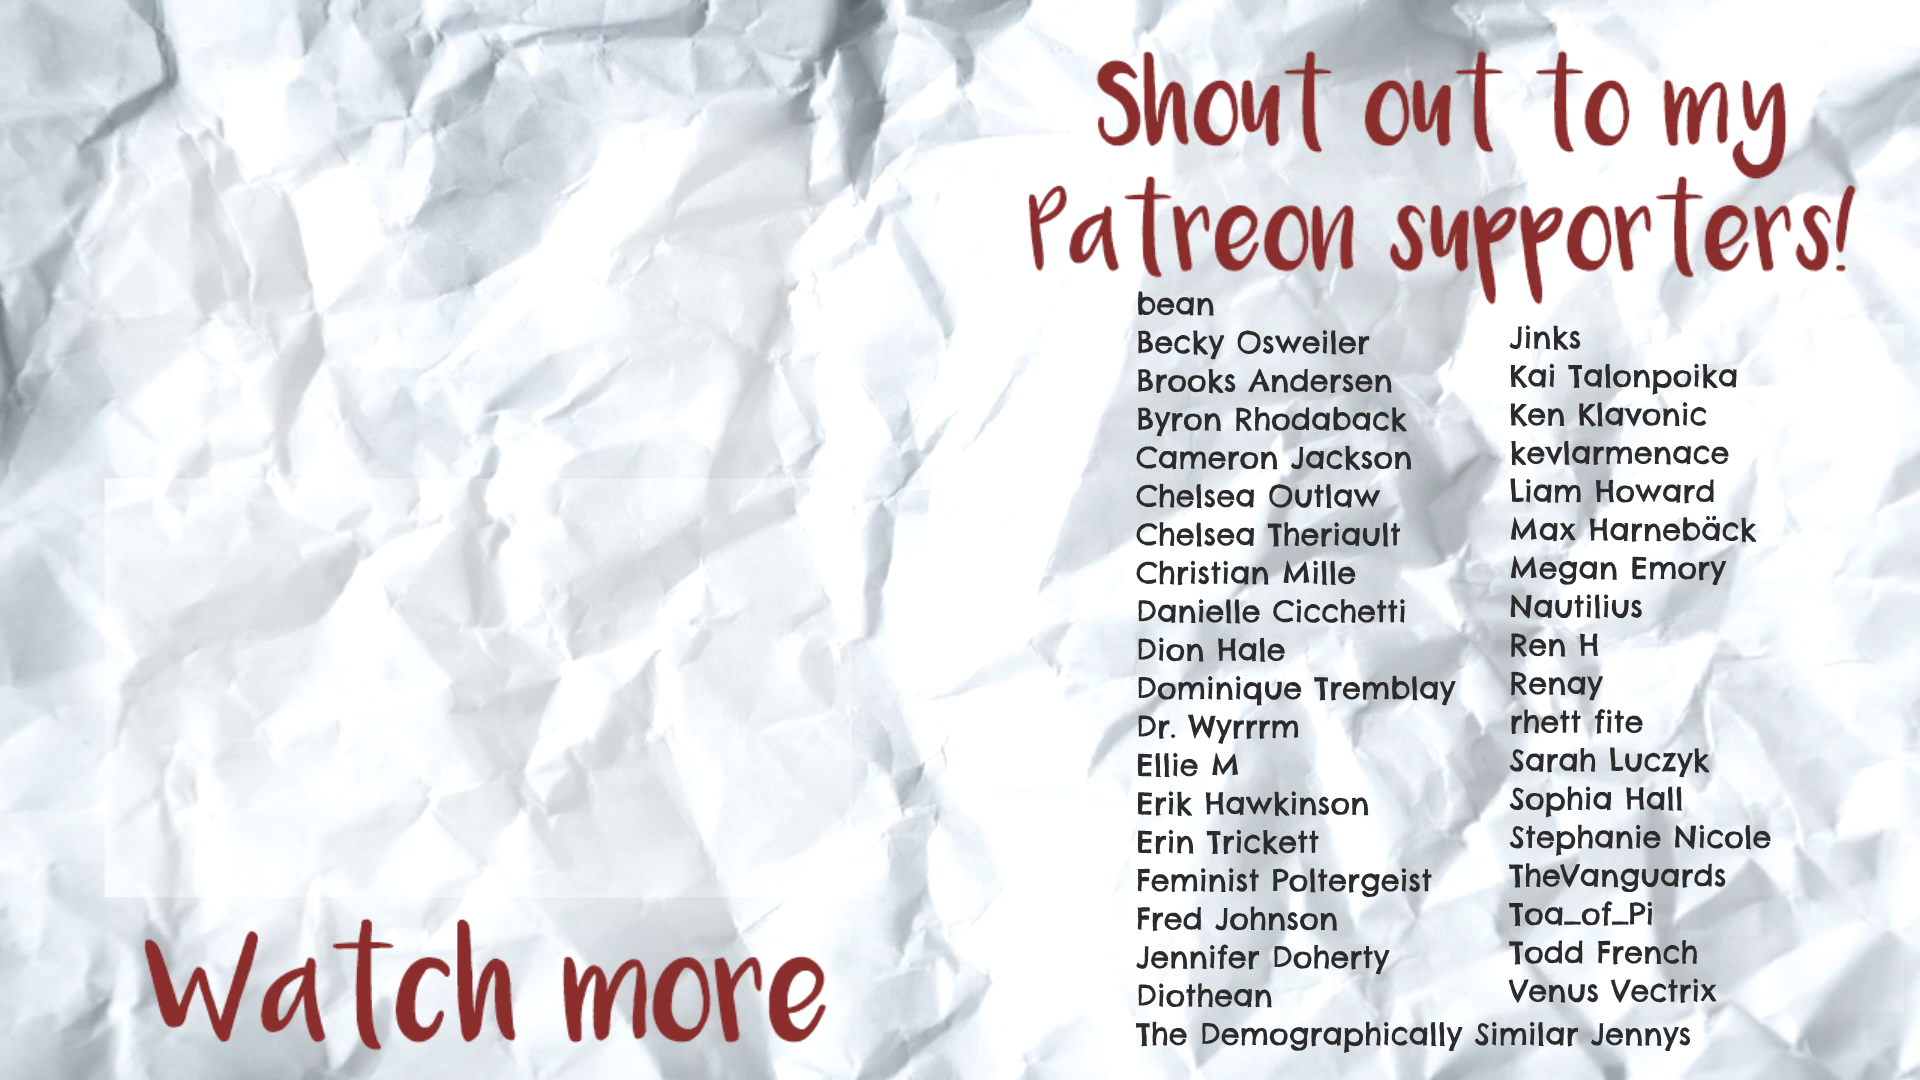 Shout out to my
Patreon supporters!
bean
Becky Osweiler
Brooks Andersen
Byron Rhodaback
Cameron Jackson
Chelsea Outlaw
Chelsea Theriault
Christian Mille
Danielle Cicchetti
Dion Hale
Dominique Tremblay
Dr. Wyrrrm
Ellie M
Erik Hawkinson
Erin Trickett
Feminist Poltergeist
Fred Johnson
Jennifer Doherty
Diothean
The Demographically Similar Jennys
Jinks
Kai Talonpoika
Ken Klavonic
kevlarmenace
Liam Howard
Max Harnebäck
Megan Emory
Nautilius
Ren H
Renay
rhett fite
Sarah Luczyk
Sophia Hall
Stephanie Nicole
TheVanguards
Toa_of_Pi
Todd French
Venus Vectrix
Watch more